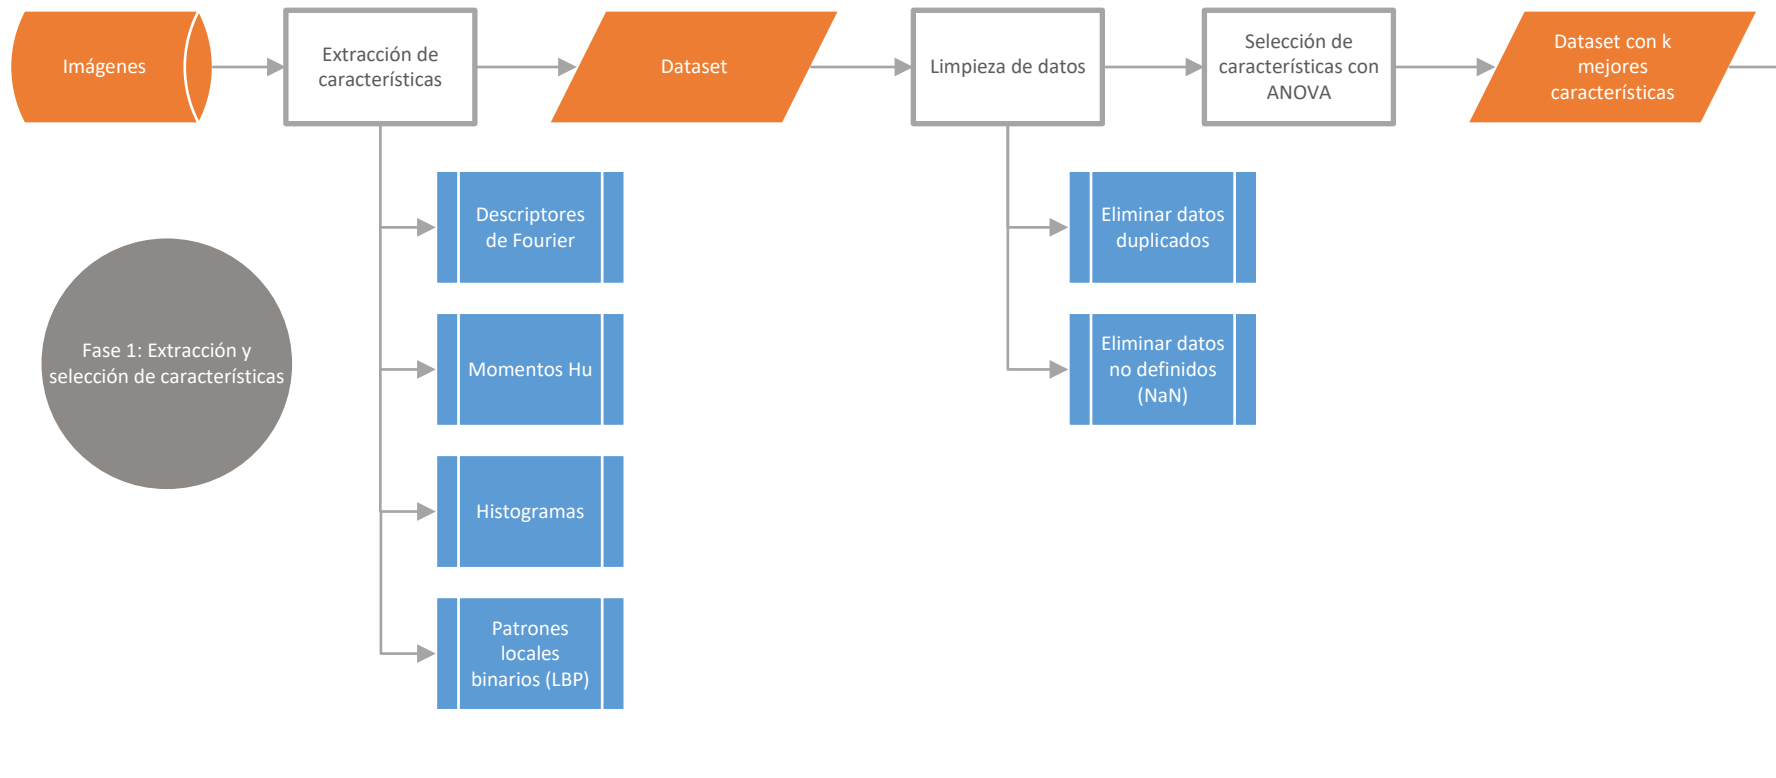 Imágenes
Extracción de
características
Dataset
Limpieza de datos
Selección de
características con
ANOVA
Dataset con k
mejores
características
Descriptores
de Fourier
Eliminar datos
duplicados
Fase 1: Extracción y
selección de características
Momentos Hu
Eliminar datos
no definidos
(NaN)
Histogramas
Patrones
locales
binarios (LBP)